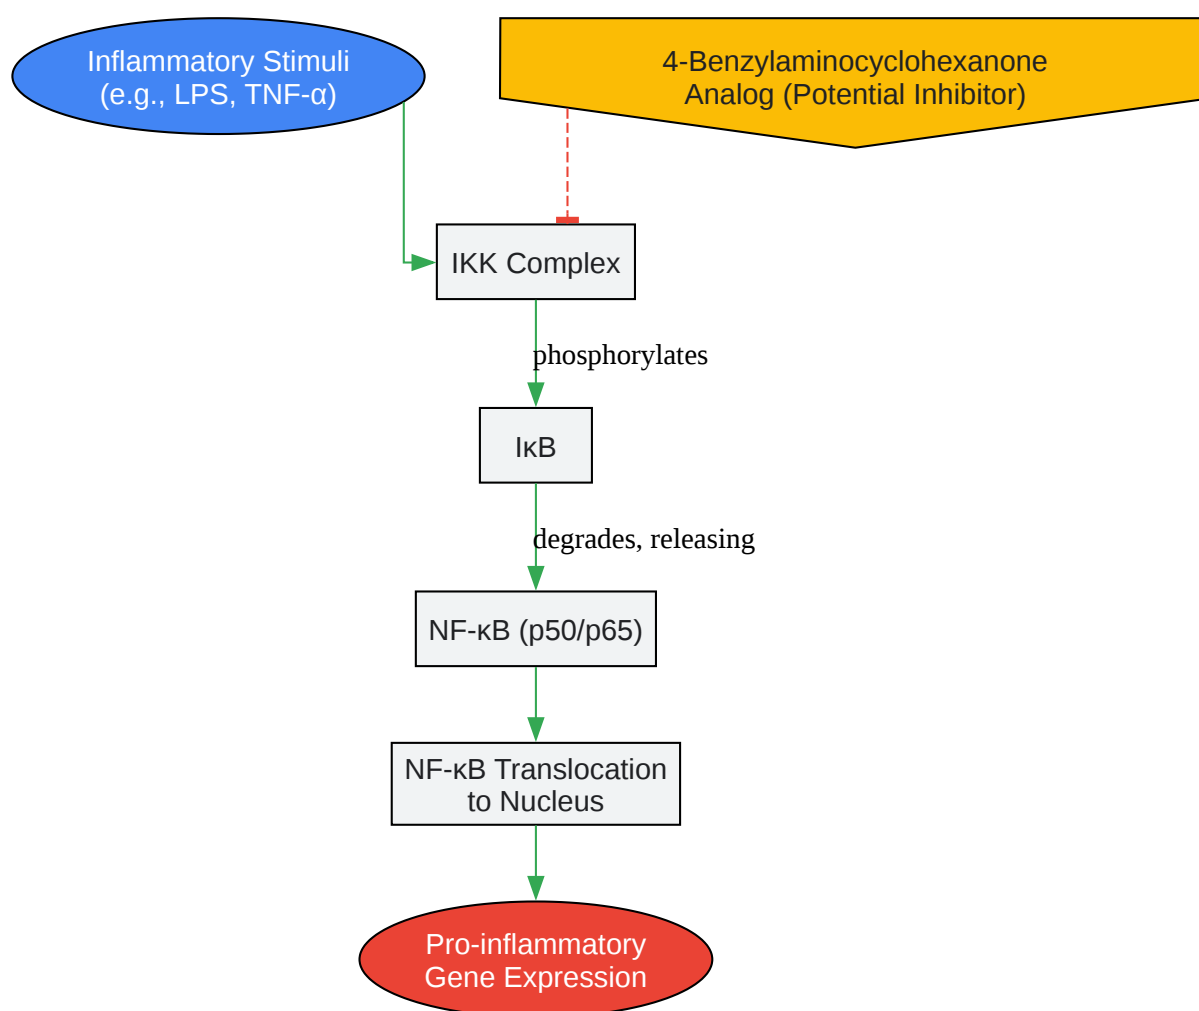 Inflammatory Stimuli
(e.g., LPS, TNF-α)
4-Benzylaminocyclohexanone
Analog (Potential Inhibitor)
IKK Complex
phosphorylates
IκB
degrades, releasing
NF-κB (p50/p65)
NF-κB Translocation
to Nucleus
Pro-inflammatory
Gene Expression